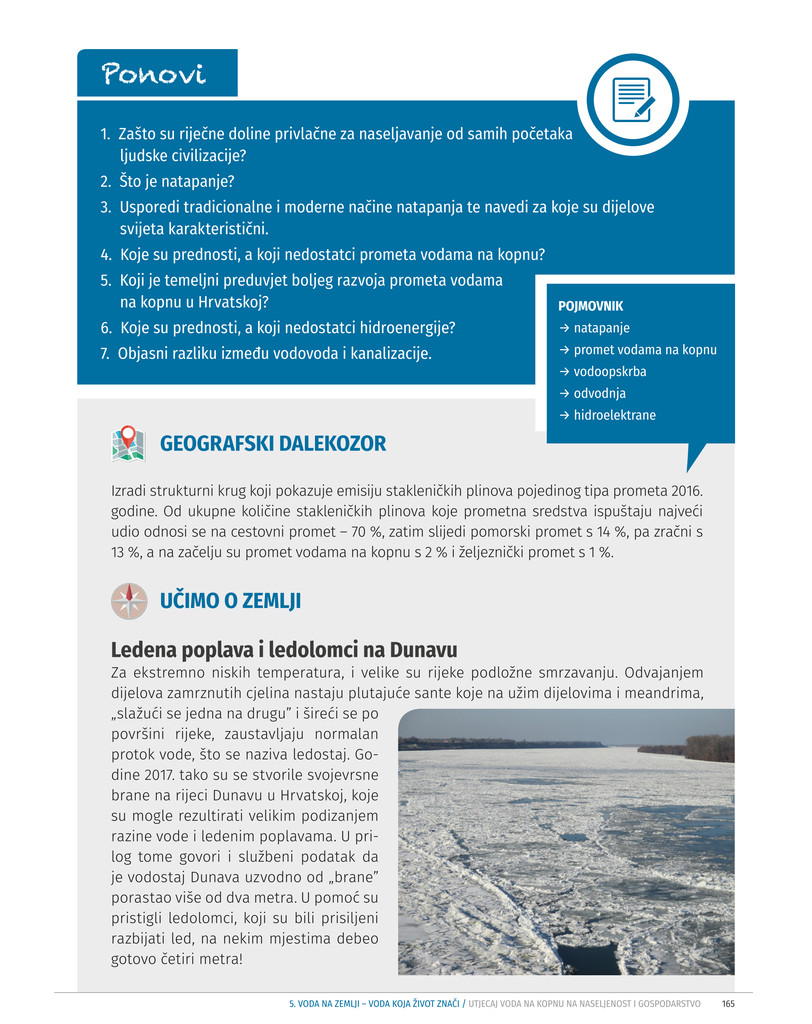 Ponovi
1. Zašto su riječne doline privlačne za naseljavanje od samih početaka
ljudske civilizacije?
2. Što je natapanje?
3. Usporedi tradicionalne i moderne načine natapanja te navedi za koje su dijelove
svijeta karakteristični.
4. Koje su prednosti, a koji nedostatci prometa vodama na kopnu?
5. Koji je temeljni preduvjet boljeg razvoja prometa vodama
na kopnu u Hrvatskoj?
6. Koje su prednosti, a koji nedostatci hidroenergije?
7. Objasni razliku između vodovoda i kanalizacije.
POJMOVNIK
→ natapanje
→ promet vodama na kopnu
→ vodoopskrba
→ odvodnja
→ hidroelektrane
GEOGRAFSKI DALEKOZOR
Izradi strukturni krug koji pokazuje emisiju stakleničkih plinova pojedinog tipa prometa 2016.
godine. Od ukupne količine stakleničkih plinova koje prometna sredstva ispuštaju najveći
udio odnosi se na cestovni promet – 70 %, zatim slijedi pomorski promet s 14 %, pa zračni s
13 %, a na začelju su promet vodama na kopnu s 2 % i željeznički promet s 1 %.
UČIMO O ZEMLJI
Ledena poplava i ledolomci na Dunavu
Za ekstremno niskih temperatura, i velike su rijeke podložne smrzavanju. Odvajanjem
dijelova zamrznutih cjelina nastaju plutajuće sante koje na užim dijelovima i meandrima,
„slažući se jedna na drugu” i šireći se po
površini rijeke, zaustavljaju normalan
protok vode, što se naziva ledostaj. Go-
dine 2017. tako su se stvorile svojevrsne
brane na rijeci Dunavu u Hrvatskoj, koje
su mogle rezultirati velikim podizanjem
razine vode i ledenim poplavama. U pri-
log tome govori i službeni podatak da
je vodostaj Dunava uzvodno od „brane”
porastao više od dva metra. U pomoć su
pristigli ledolomci, koji su bili prisiljeni
razbijati led, na nekim mjestima debeo
gotovo četiri metra!
5. VODA NA ZEMLJI – VODA KOJA ŽIVOT ZNAČI / UTJECAJ VODA NA KOPNU NA NASELJENOST I GOSPODARSTVO 165